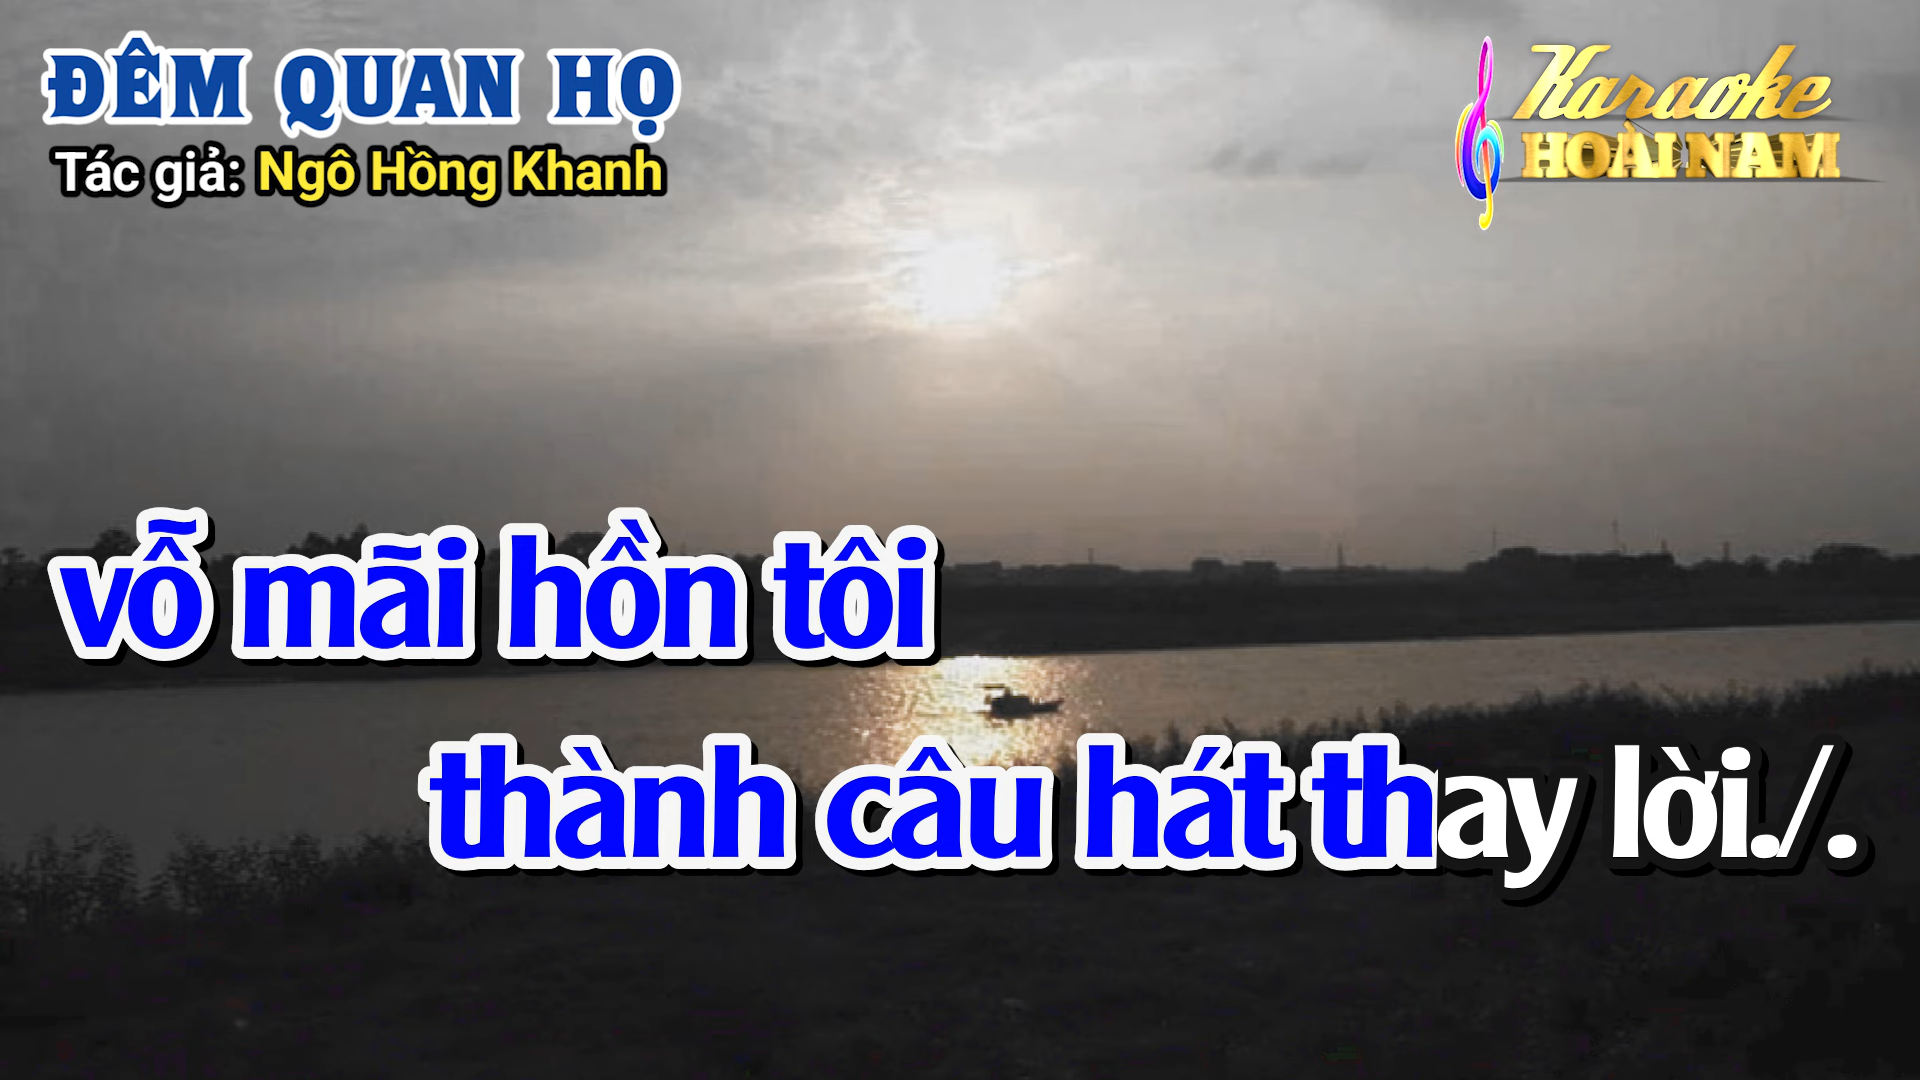 ĐÊM QUAN HỌ
Tác giả: Ngô Hồng Khanh
Karaoke
HOÀI NAM
vỗ mãi hồn tôi
thành câu hát thay lời./.